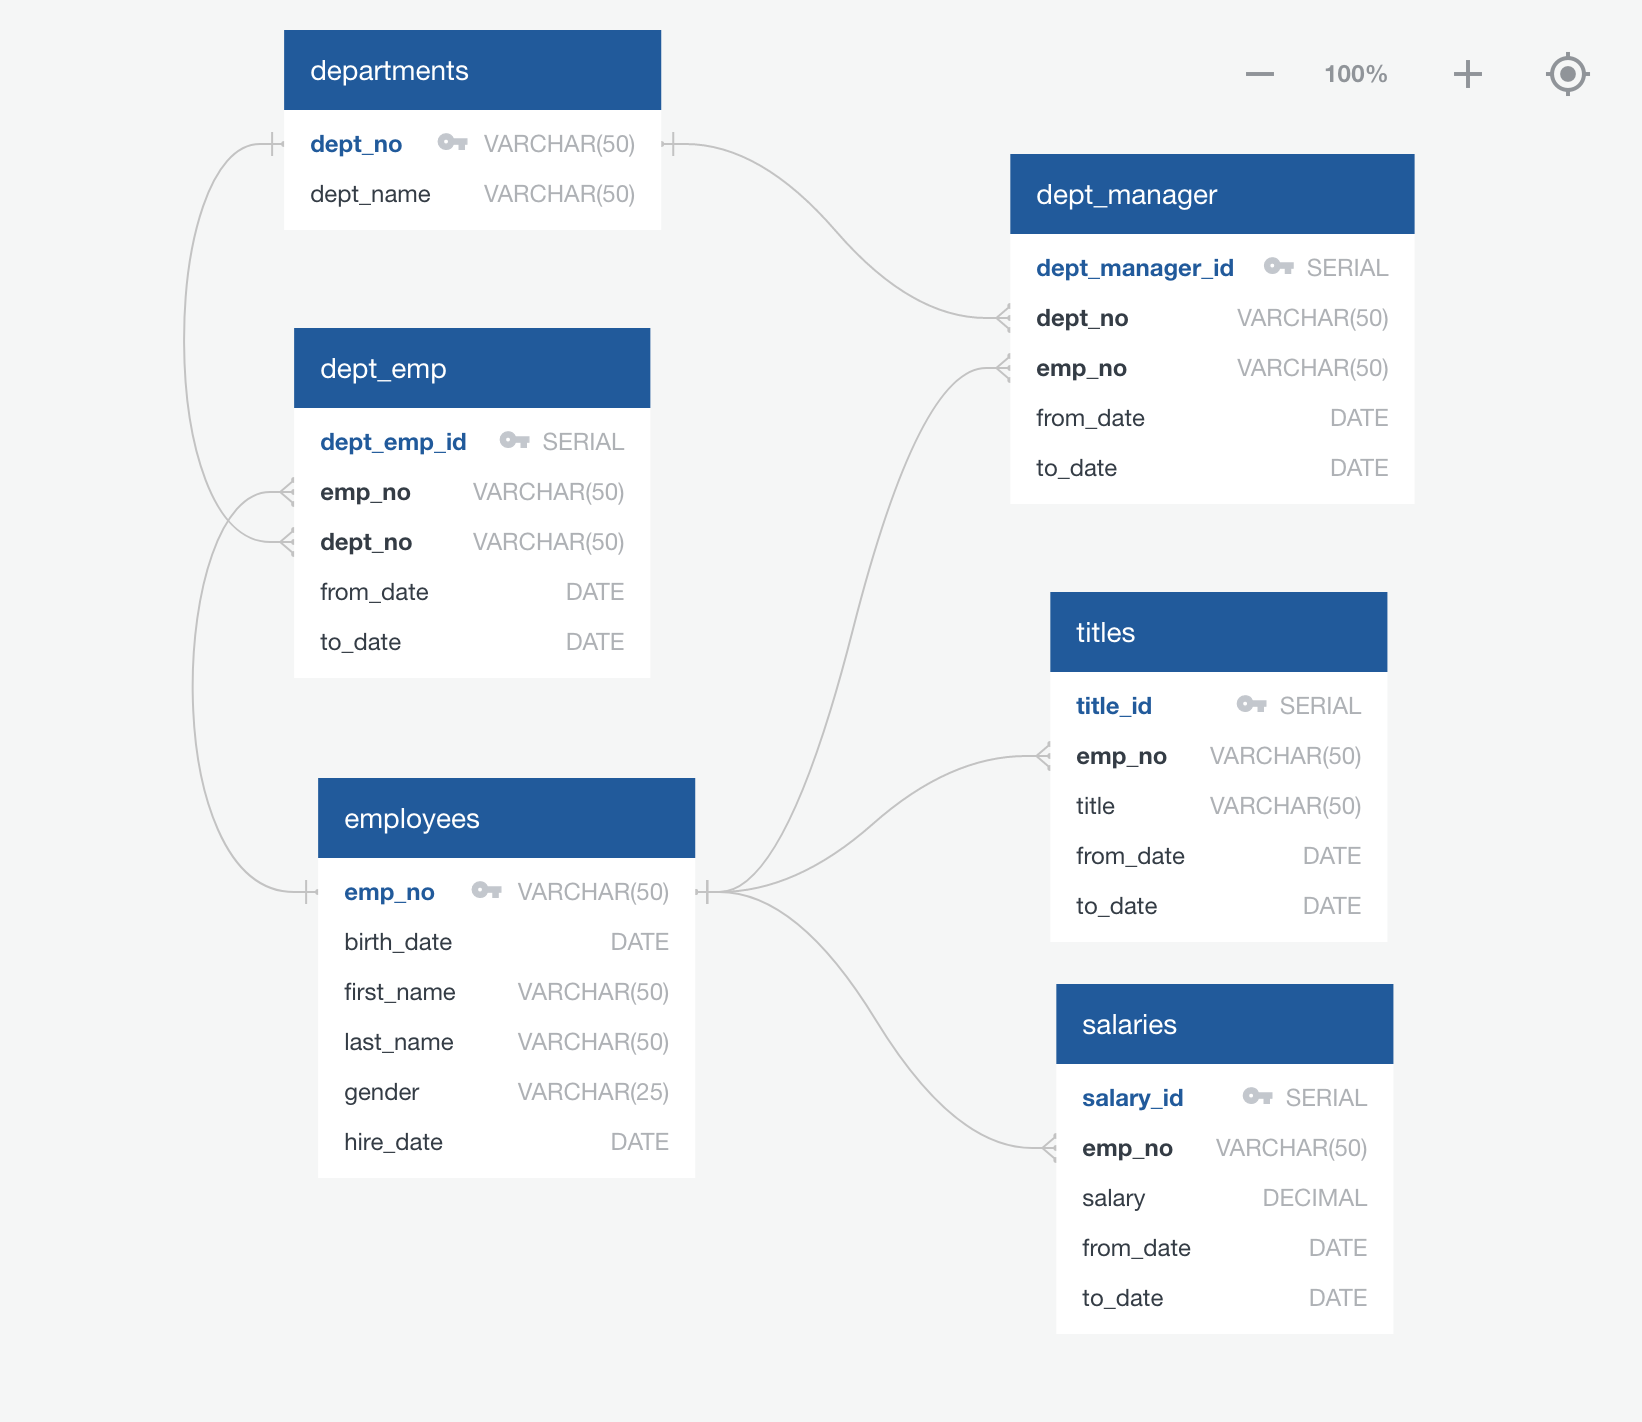 departments
dept_no VARCHAR(50)
dept_name VARCHAR(50)
100%
dept_manager
dept_manager_id SERIAL
dept_no VARCHAR(50)
emp_no VARCHAR(50)
from_date DATE
to_date DATE
dept_emp
dept_emp_id SERIAL
emp_no VARCHAR(50)
dept_no VARCHAR(50)
from_date DATE
to_date DATE
titles
title_id SERIAL
emp_no VARCHAR(50)
title VARCHAR(50)
from_date DATE
to_date DATE
employees
emp_no VARCHAR(50)
birth_date DATE
first_name VARCHAR(50)
last_name VARCHAR(50)
gender VARCHAR(25)
hire_date DATE
salaries
salary_id SERIAL
emp_no VARCHAR(50)
salary DECIMAL
from_date DATE
to_date DATE